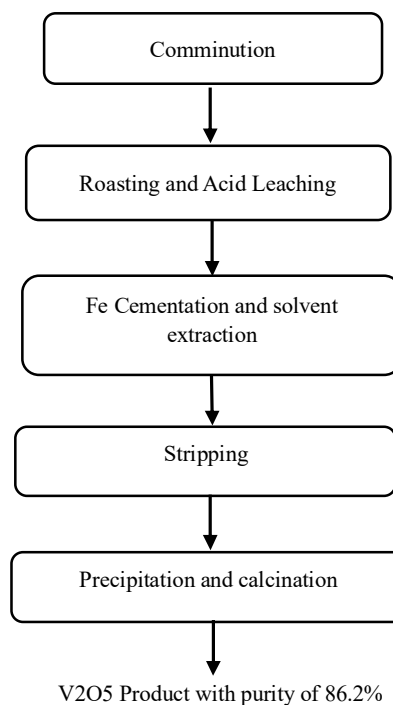 Comminution
Roasting and Acid Leaching
Fe Cementation and solvent
extraction
Stripping
Precipitation and calcination
V2O5 Product with purity of 86.2%